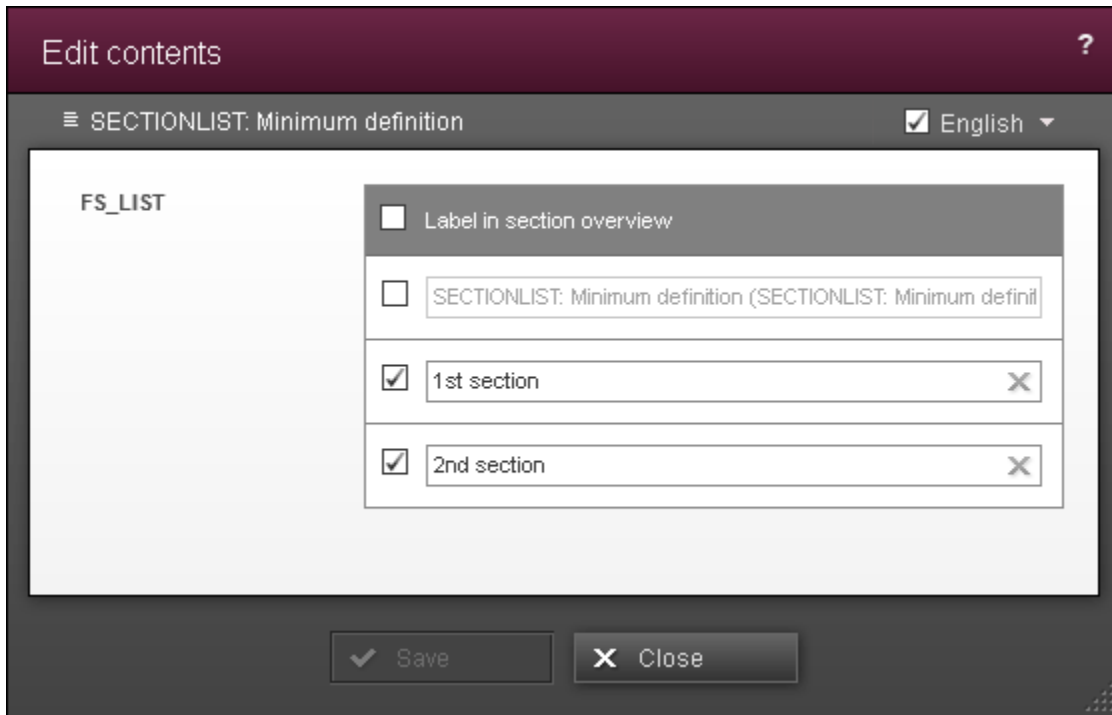 Edit contents
?
SECTIONLIST: Minimum definition
English
FS_LIST
Label in section overview
SECTIONLIST: Minimum definition (SECTIONLIST: Minimum definit
1st section
2nd section
Save
Close